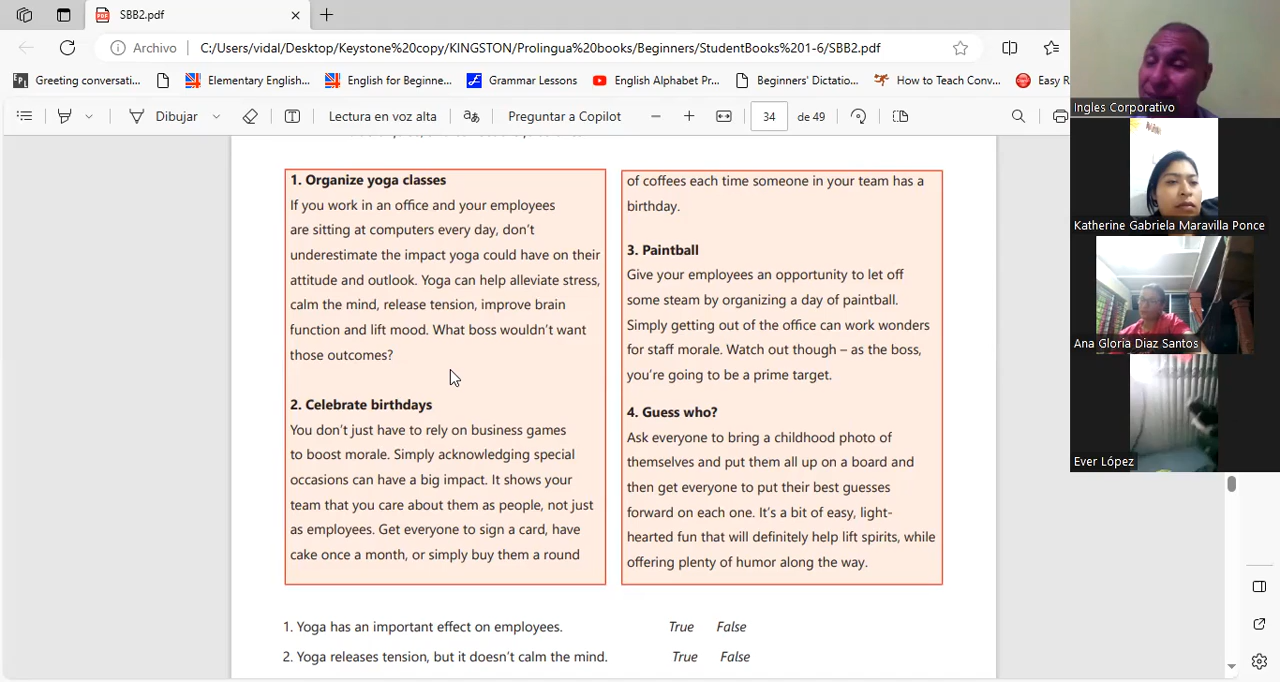 SBB2.pdf
Archivo
C:/Users/vidal/Desktop/Keystone%20copy/KINGSTON/Prolingua%20books/Beginners/StudentBooks%201-6/SBB2.pdf
Greeting conversati...
Elementary English...
English for Beginne...
Grammar Lessons
English Alphabet Pr...
Beginners' Dictatio...
How to Teach Conv...
Easy R
Dibujar
Lectura en voz alta
Preguntar a Copilot
34
de 49
1. Organize yoga classes
If you work in an office and your employees
are sitting at computers every day, don't
underestimate the impact yoga could have on their
attitude and outlook. Yoga can help alleviate stress,
calm the mind, release tension, improve brain
function and lift mood. What boss wouldn't want
those outcomes?
2. Celebrate birthdays
You don't just have to rely on business games
to boost morale. Simply acknowledging special
occasions can have a big impact. It shows your
team that you care about them as people, not just
as employees. Get everyone to sign a card, have
cake once a month, or simply buy them a round
of coffees each time someone in your team has a
birthday.
3. Paintball
Give your employees an opportunity to let off
some steam by organizing a day of paintball.
Simply getting out of the office can work wonders
for staff morale. Watch out though – as the boss,
you're going to be a prime target.
4. Guess who?
Ask everyone to bring a childhood photo of
themselves and put them all up on a board and
then get everyone to put their best guesses
forward on each one. It's a bit of easy, light-
hearted fun that will definitely help lift spirits, while
offering plenty of humor along the way.
1. Yoga has an important effect on employees. True False
2. Yoga releases tension, but it doesn't calm the mind. True False
Ingles Corporativo
Katherine Gabriela Maravilla Ponce
Ana Gloria Diaz Santos
Ever López